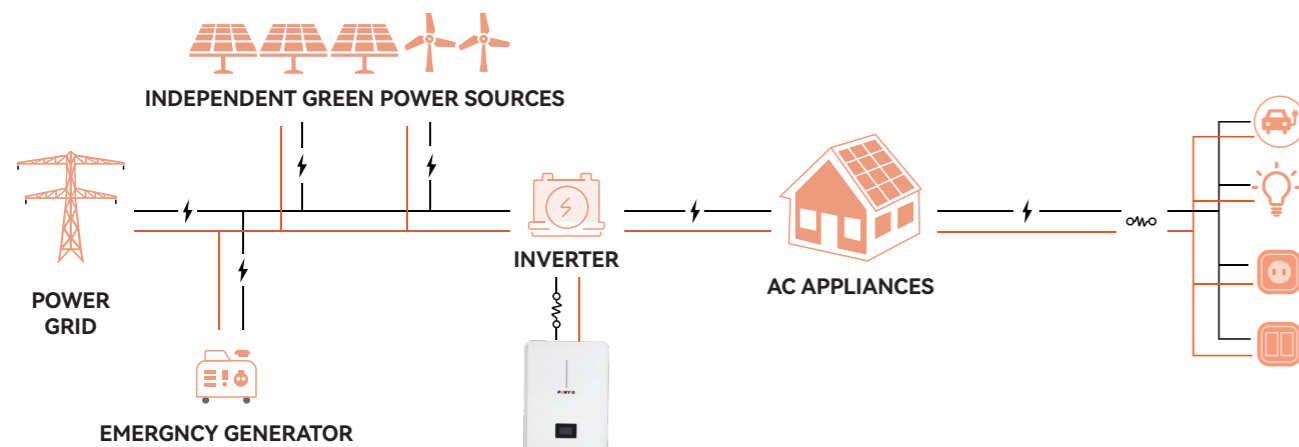 INDEPENDENT GREEN POWER SOURCES
INVERTER
AC APPLIANCES
POWER
GRID
EMERGNCY GENERATOR